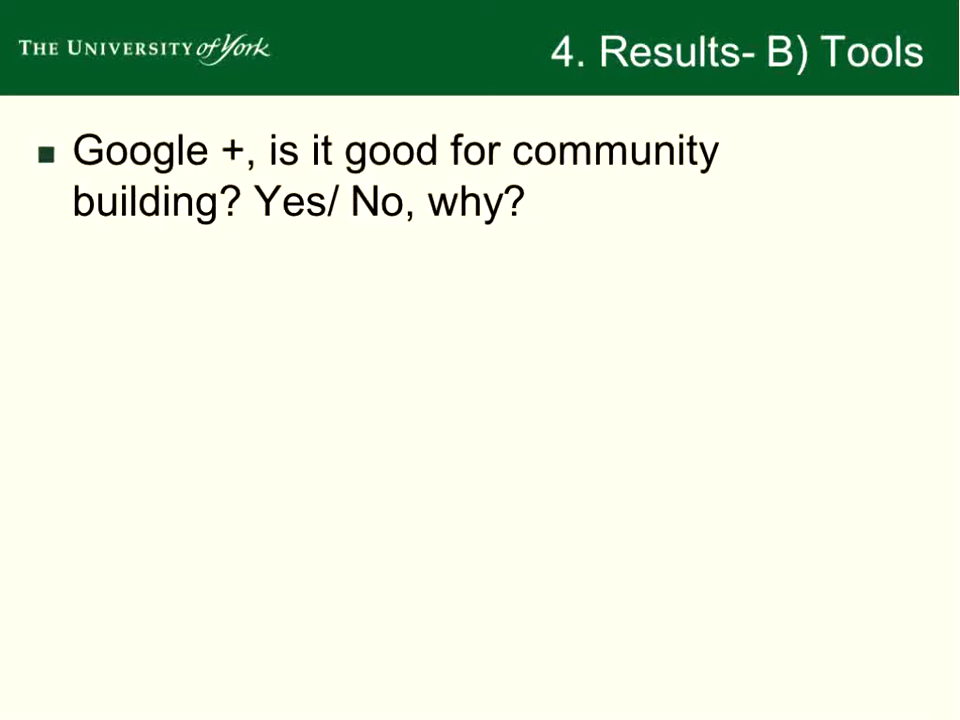 THE UNIVERSITY of York
4. Results- B) Tools
Google +, is it good for community
building? Yes/ No, why?